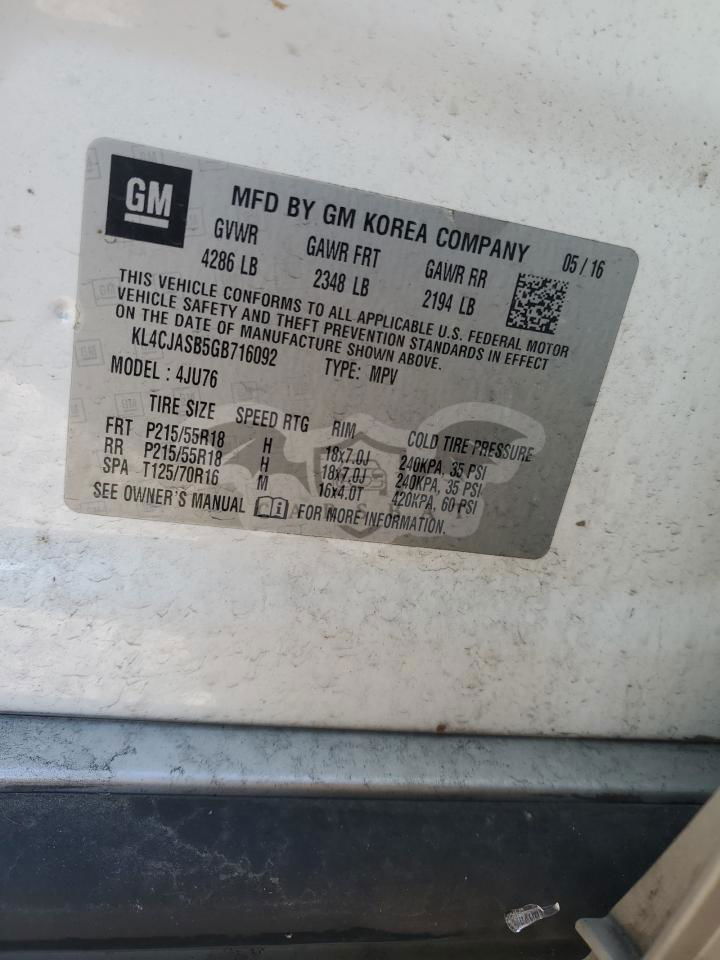 GM
MFD BY GM KOREA COMPANY 05 / 16
GVWR GAWR FRT GAWR RR
4286 LB 2348 LB 2194 LB
THIS VEHICLE CONFORMS TO ALL APPLICABLE U.S. FEDERAL MOTOR
VEHICLE SAFETY AND THEFT PREVENTION STANDARDS IN EFFECT
ON THE DATE OF MANUFACTURE SHOWN ABOVE.
KL4CJASB5GB716092 TYPE: MPV
MODEL : 4JU76
TIRE SIZE SPEED RTG RIM COLD TIRE PRESSURE
FRT P215/55R18 H 18x7.0J 240KPA, 35 PSI
RR P215/55R18 H 18x7.0J 240KPA, 35 PSI
SPA T125/70R16 M 16x4.0T 420KPA, 60 PSI
SEE OWNER'S MANUAL FOR MORE INFORMATION.